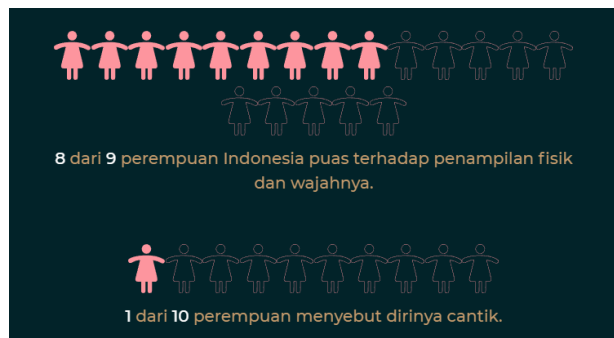 8 dari 9 perempuan Indonesia puas terhadap penampilan fisik
dan wajahnya.
1 dari 10 perempuan menyebut dirinya cantik.